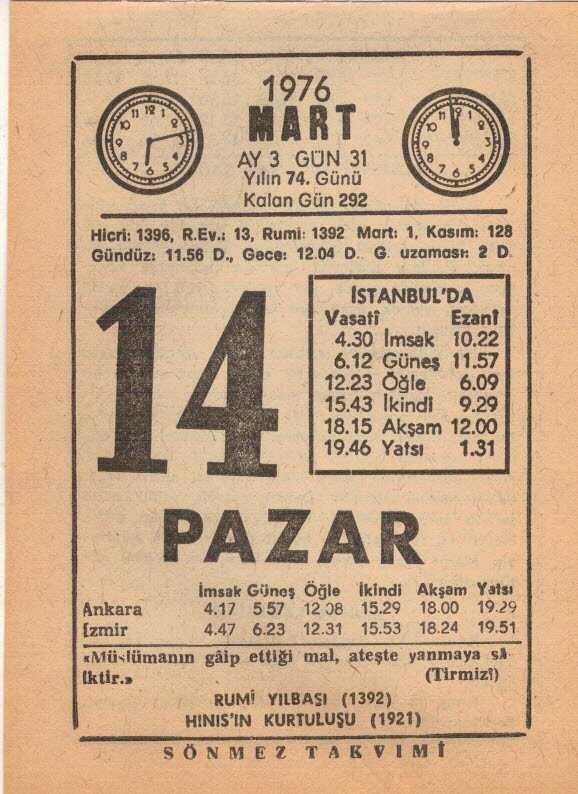 1976
MART
AY 3 GÜN 31
Yılın 74. Günü
Kalan Gün 292
Hicri: 1396, R.Ev.: 13, Rumi: 1392 Mart: 1, Kasım: 128
Gündüz: 11.56 D., Gece: 12.04 D. G. uzaması: 2 D.
14
İSTANBUL'DA
Vasatî Ezanî
4.30 İmsak 10.22
6.12 Güneş 11.57
12.23 Öğle 6.09
15.43 İkindi 9.29
18.15 Akşam 12.00
19.46 Yatsı 1.31
PAZAR
İmsak Güneş Öğle İkindi Akşam Yatsı
Ankara 4.17 5 57 12 08 15.29 18.00 19.29
İzmir 4.47 6.23 12.31 15.53 18.24 19.51
«Müslümanın gâip ettiği mal, ateşte yanmaya sâ-
iktir.» (Tirmizî)
RUMİ YILBAŞI (1392)
HINIS'IN KURTULUŞU (1921)
SÖNMEZ TAKVİMİ